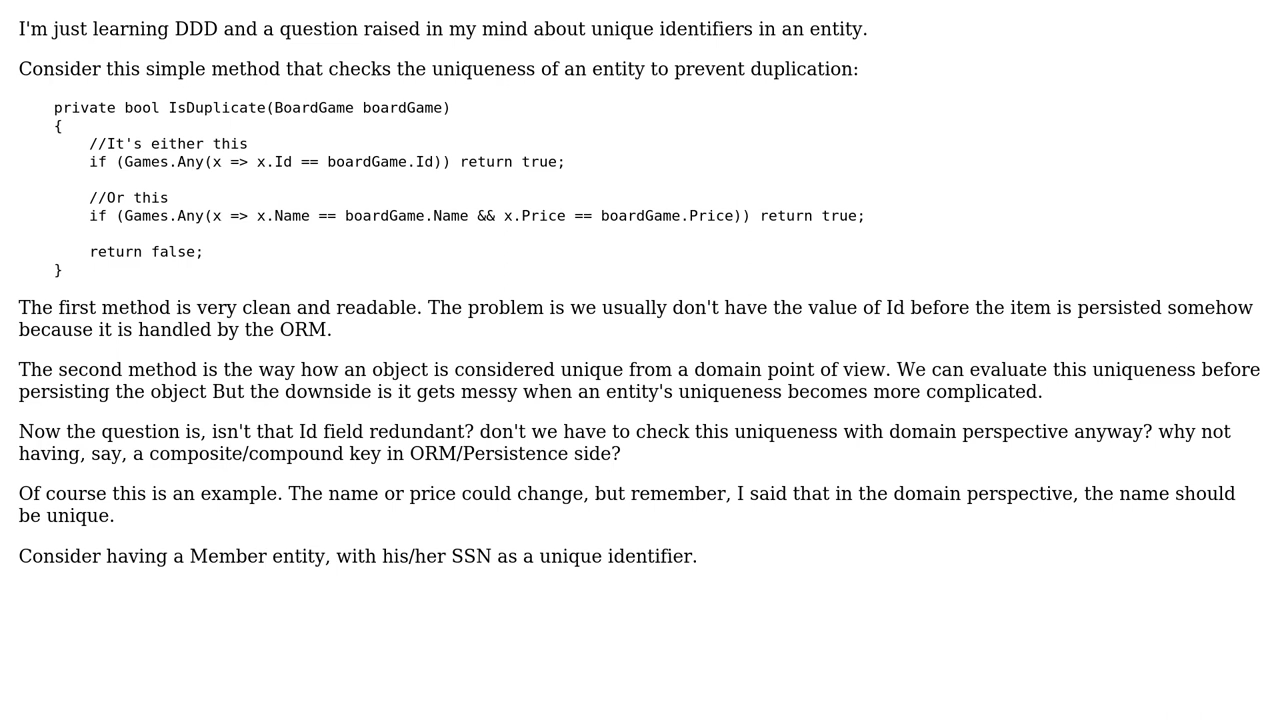 I'm just learning DDD and a question raised in my mind about unique identifiers in an entity.
Consider this simple method that checks the uniqueness of an entity to prevent duplication:
private bool IsDuplicate(BoardGame boardGame)
{
//It's either this
if (Games.Any(x => x.Id == boardGame.Id)) return true;
//Or this
if (Games.Any(x => x.Name == boardGame.Name && x.Price == boardGame.Price)) return true;
return false;
}
The first method is very clean and readable. The problem is we usually don't have the value of Id before the item is persisted somehow
because it is handled by the ORM.
The second method is the way how an object is considered unique from a domain point of view. We can evaluate this uniqueness before
persisting the object But the downside is it gets messy when an entity's uniqueness becomes more complicated.
Now the question is, isn't that Id field redundant? don't we have to check this uniqueness with domain perspective anyway? why not
having, say, a composite/compound key in ORM/Persistence side?
Of course this is an example. The name or price could change, but remember, I said that in the domain perspective, the name should
be unique.
Consider having a Member entity, with his/her SSN as a unique identifier.